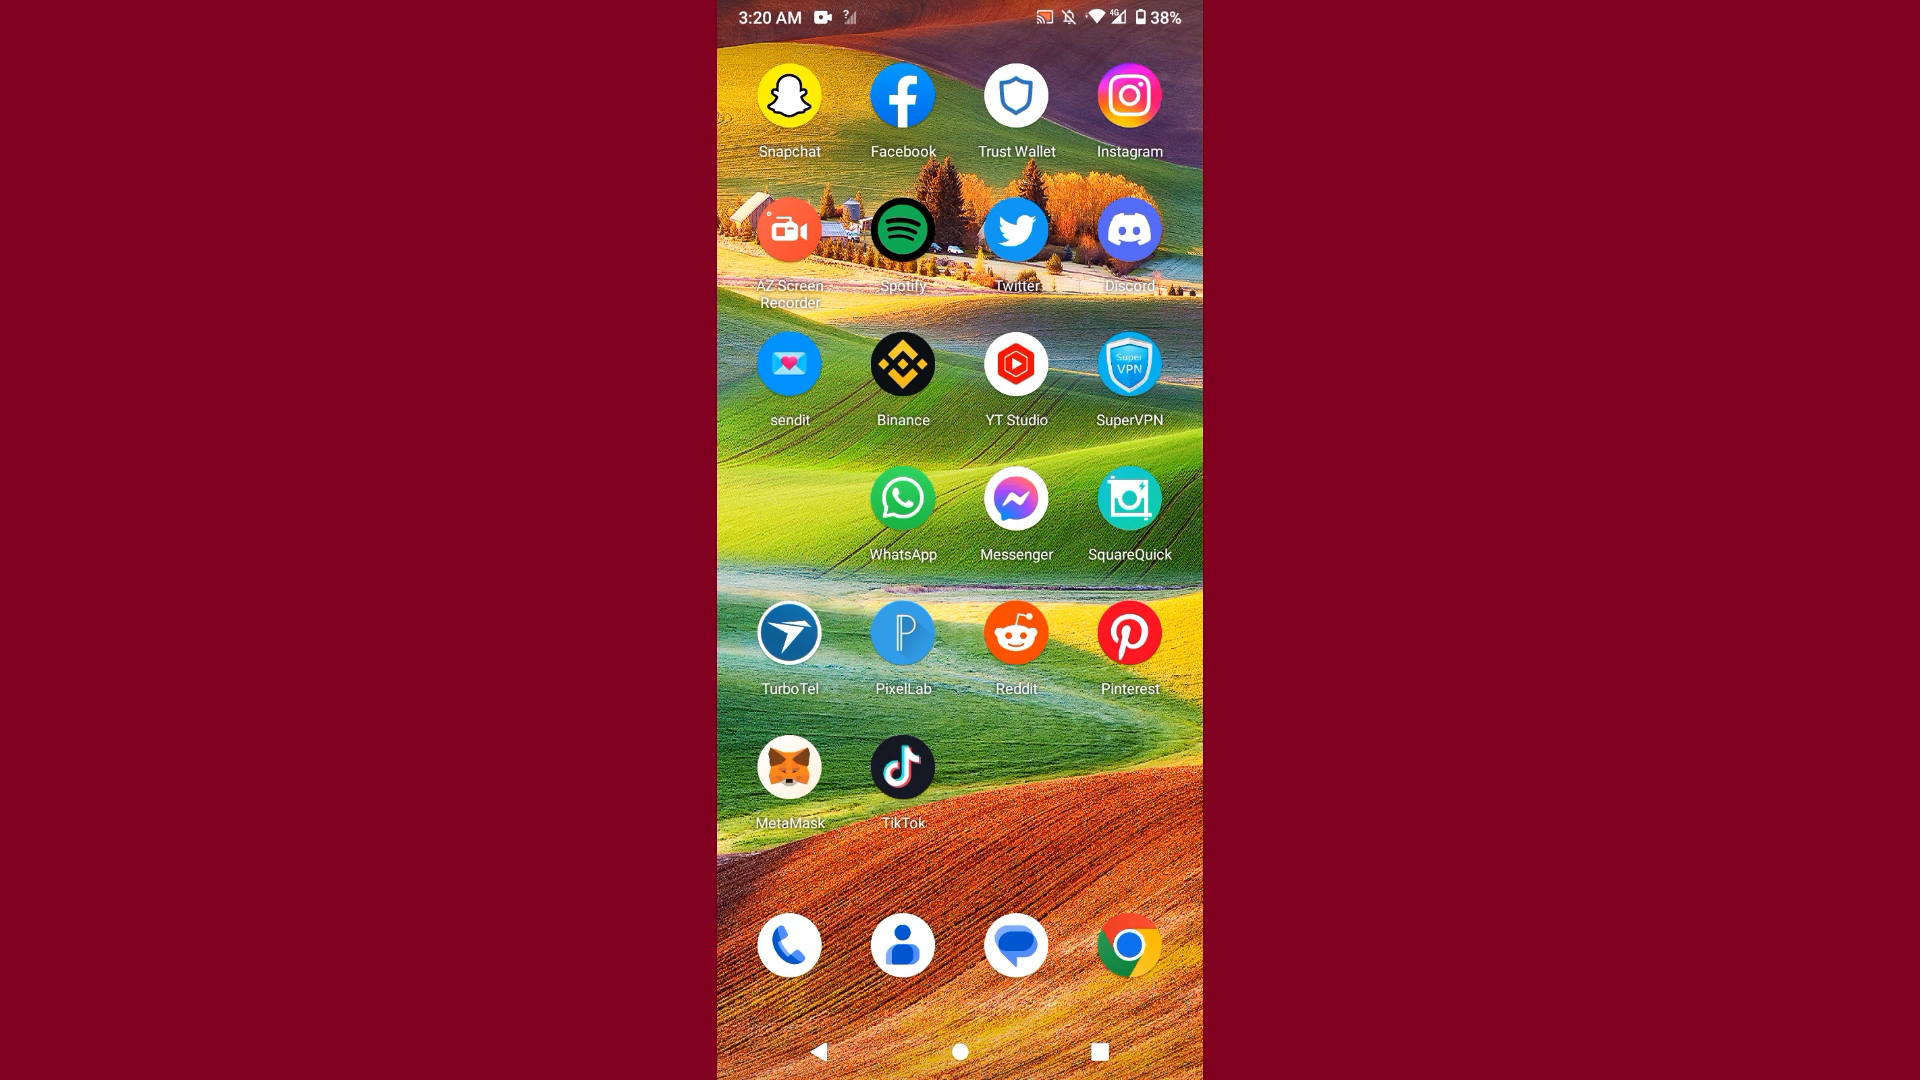 3:20 AM
? 4G 38%
Snapchat Facebook Trust Wallet Instagram
AZ Screen Spotify Twitter Discord
Recorder
Super
VPN
sendit Binance YT Studio SuperVPN
WhatsApp Messenger SquareQuick
TurboTel PixelLab Reddit Pinterest
MetaMask TikTok